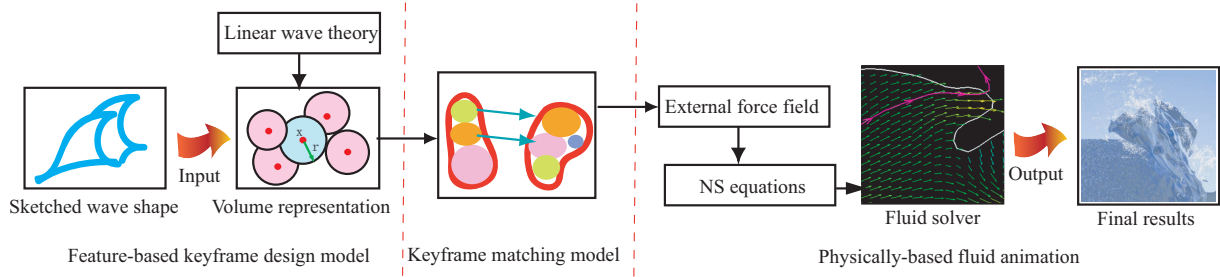 Linear wave theory
x
r
Input
Sketched wave shape
Volume representation
Feature-based keyframe design model
Keyframe matching model
External force field
NS equations
Fluid solver
Output
Final results
Physically-based fluid animation